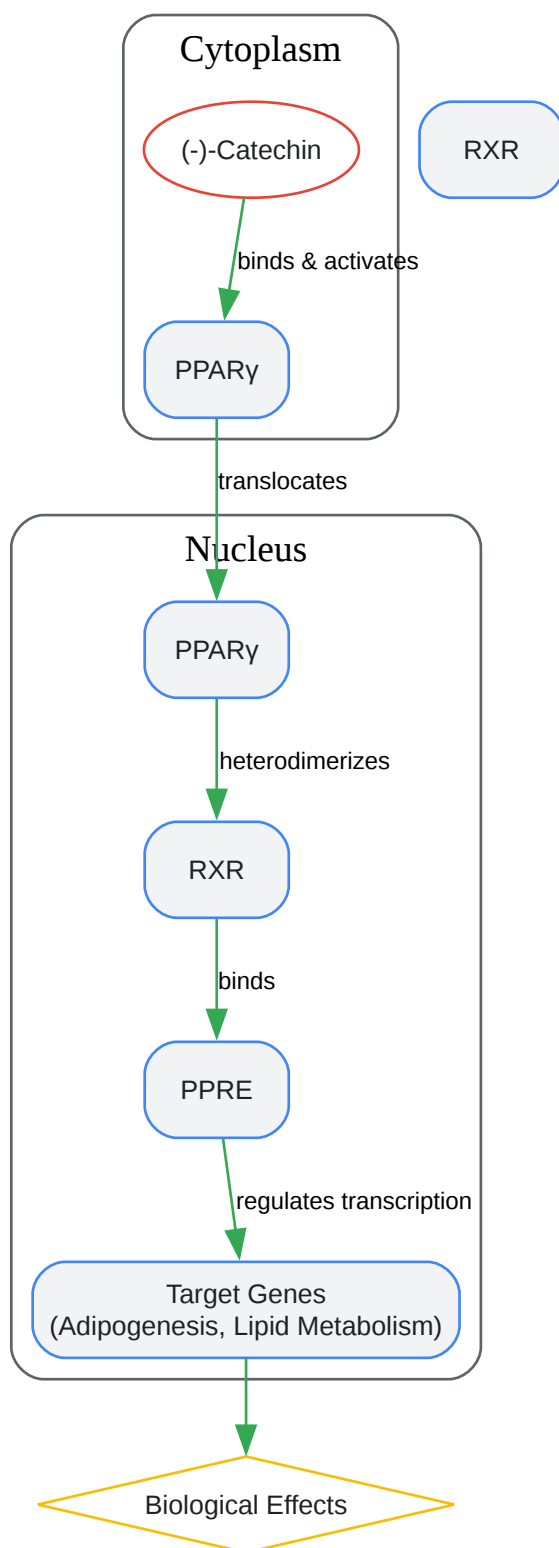 Cytoplasm
(-)-Catechin
RXR
binds & activates
PPARγ
translocates
Nucleus
PPARγ
heterodimerizes
RXR
binds
PPRE
regulates transcription
Target Genes
(Adipogenesis, Lipid Metabolism)
Biological Effects